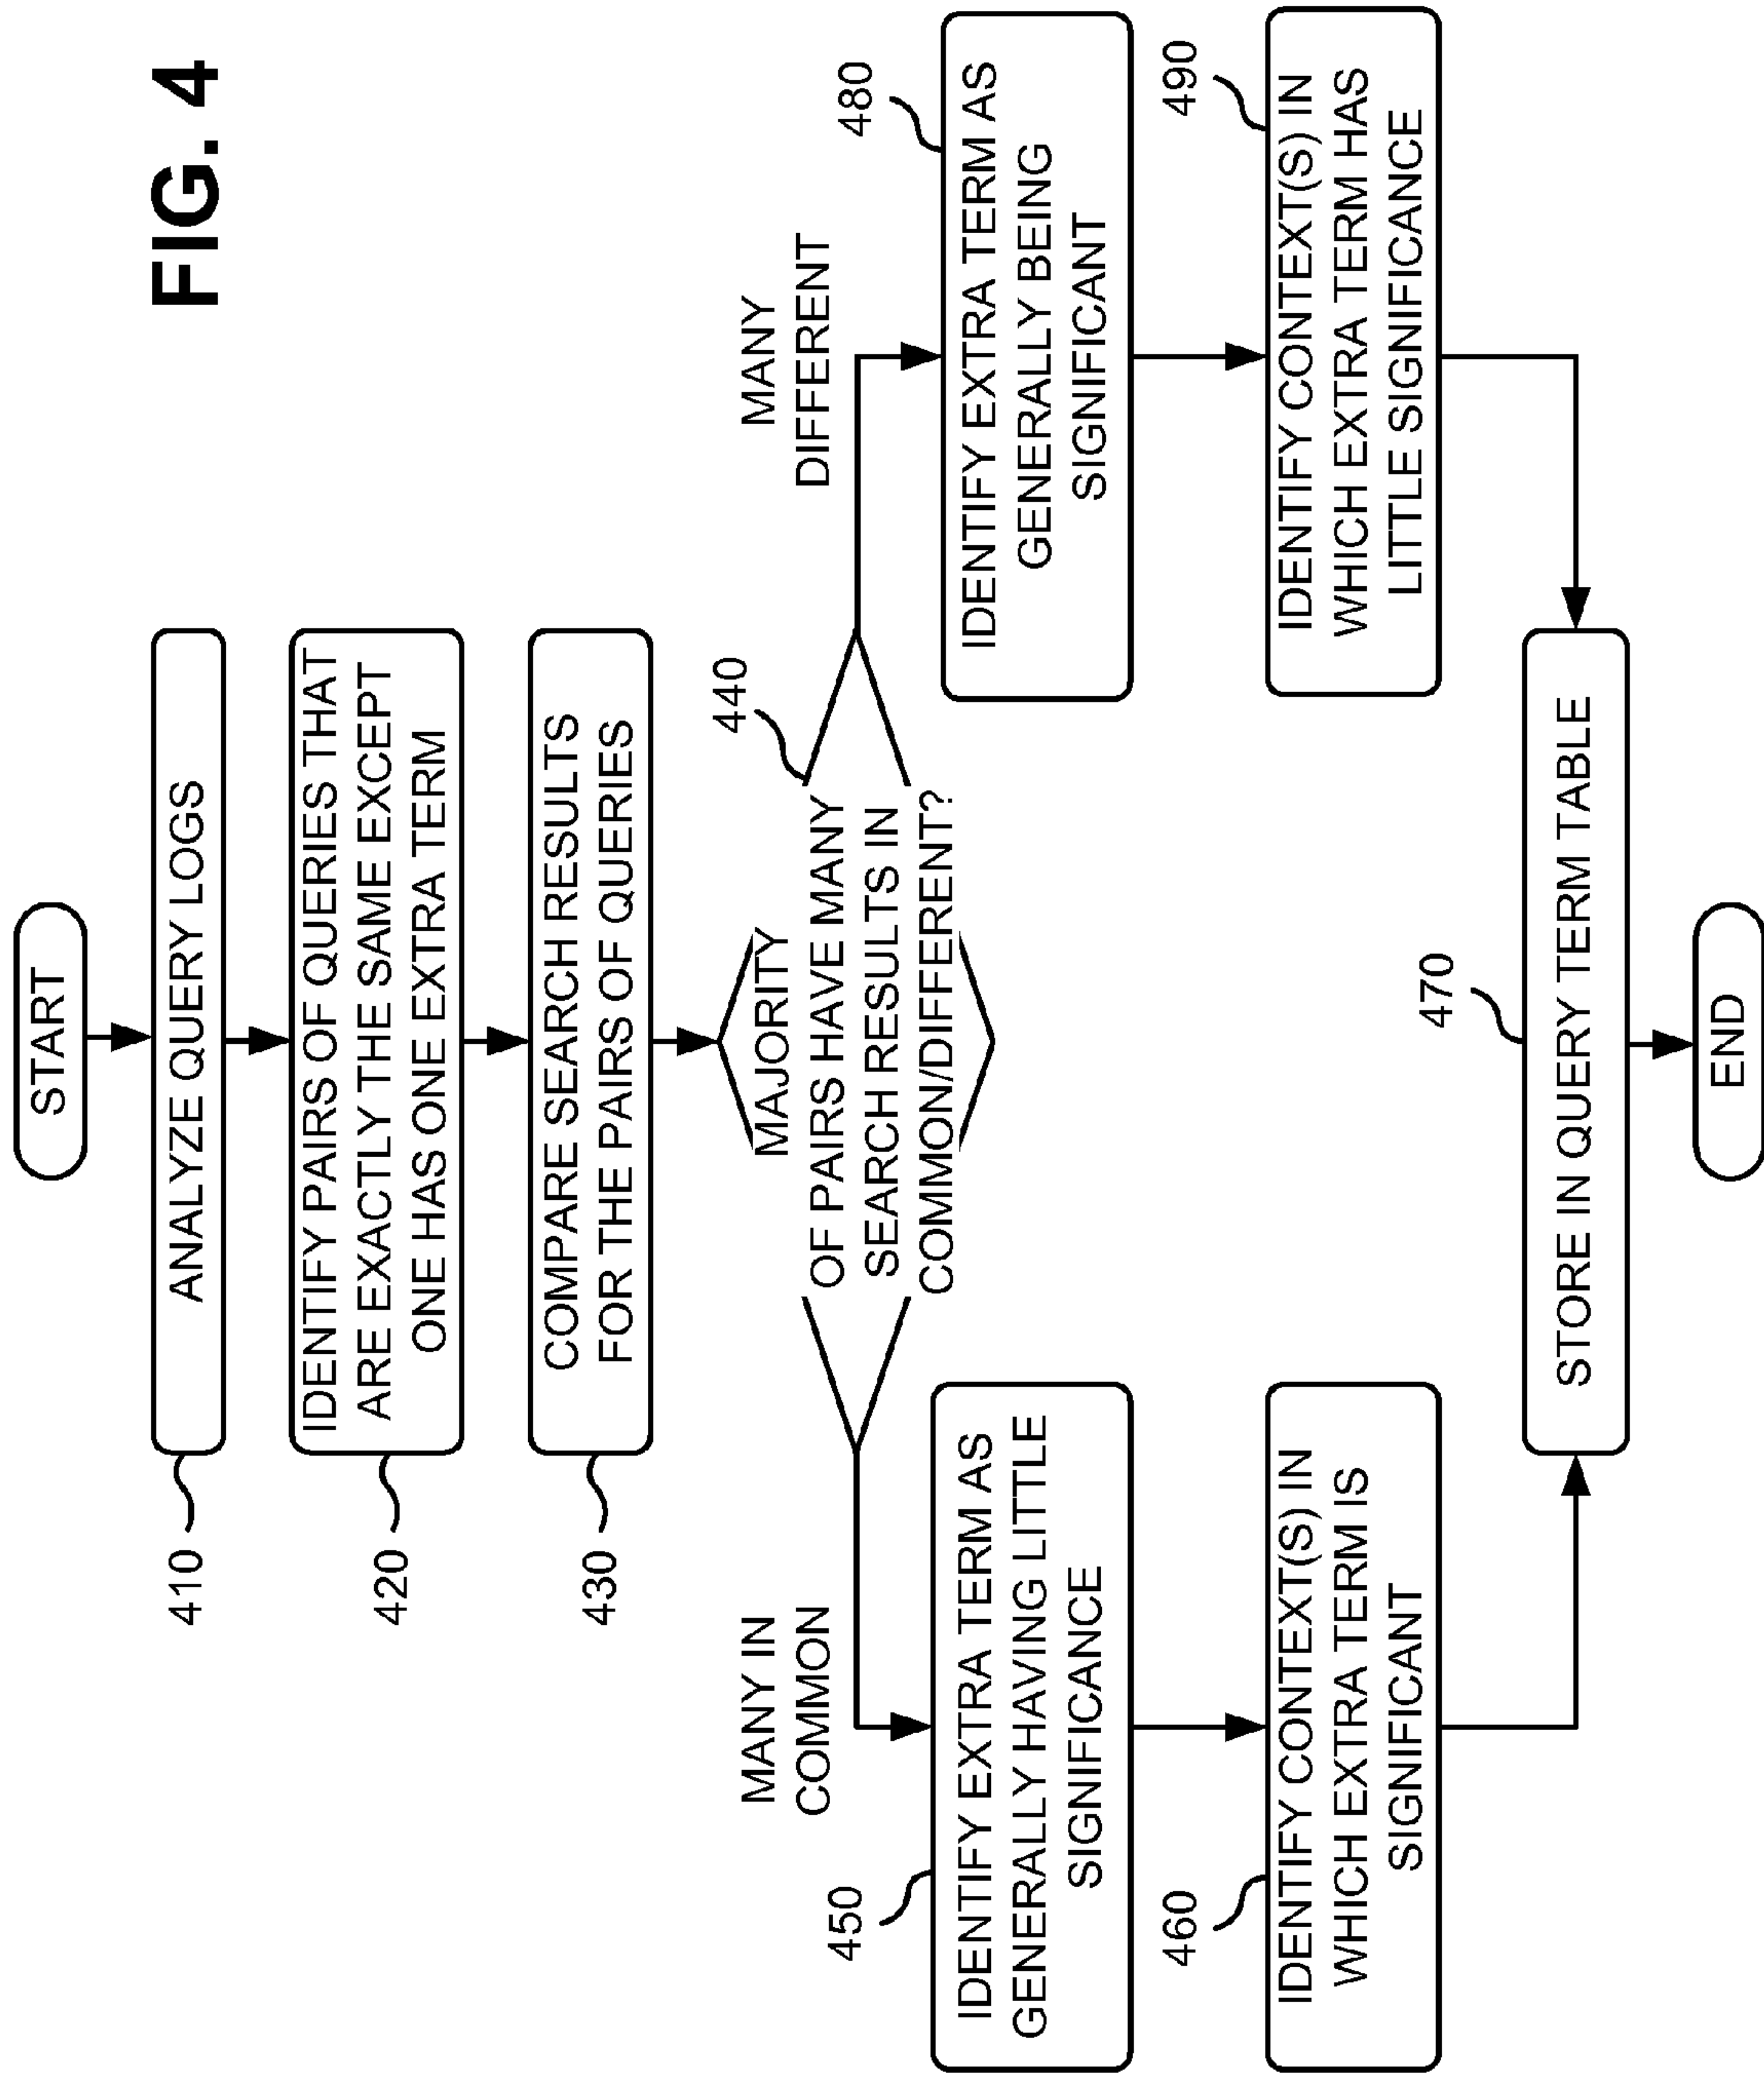 FIG. 4
START
410
ANALYZE QUERY LOGS
420
IDENTIFY PAIRS OF QUERIES THAT
ARE EXACTLY THE SAME EXCEPT
ONE HAS ONE EXTRA TERM
430
COMPARE SEARCH RESULTS
FOR THE PAIRS OF QUERIES
440
MAJORITY
OF PAIRS HAVE MANY
SEARCH RESULTS IN
COMMON/DIFFERENT?
MANY IN
COMMON
450
IDENTIFY EXTRA TERM AS
GENERALLY HAVING LITTLE
SIGNIFICANCE
460
IDENTIFY CONTEXT(S) IN
WHICH EXTRA TERM IS
SIGNIFICANT
MANY
DIFFERENT
480
IDENTIFY EXTRA TERM AS
GENERALLY BEING
SIGNIFICANT
490
IDENTIFY CONTEXT(S) IN
WHICH EXTRA TERM HAS
LITTLE SIGNIFICANCE
470
STORE IN QUERY TERM TABLE
END